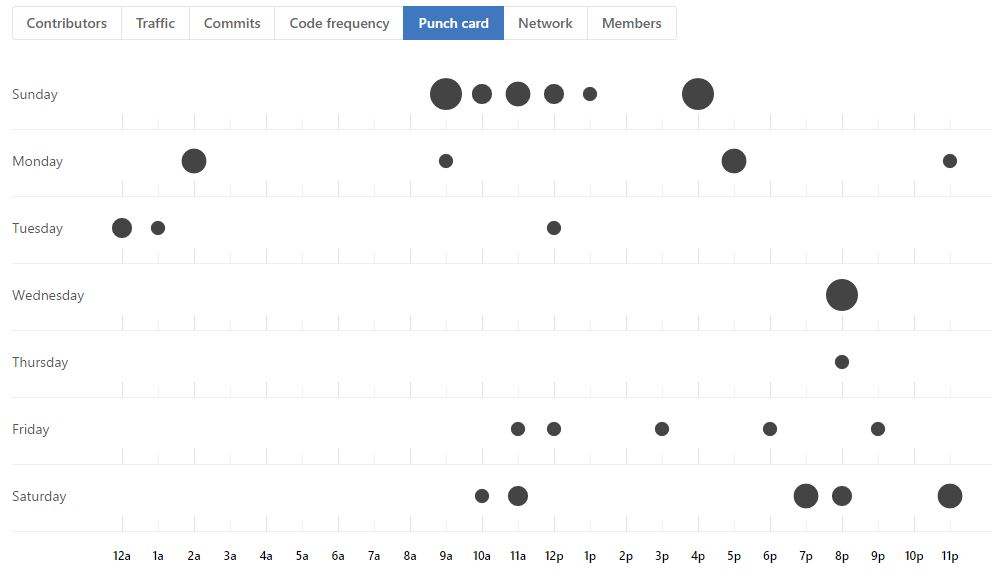 Contributors Traffic Commits Code frequency Punch card Network Members
Sunday
Monday
Tuesday
Wednesday
Thursday
Friday
Saturday
12a 1a 2a 3a 4a 5a 6a 7a 8a 9a 10a 11a 12p 1p 2p 3p 4p 5p 6p 7p 8p 9p 10p 11p